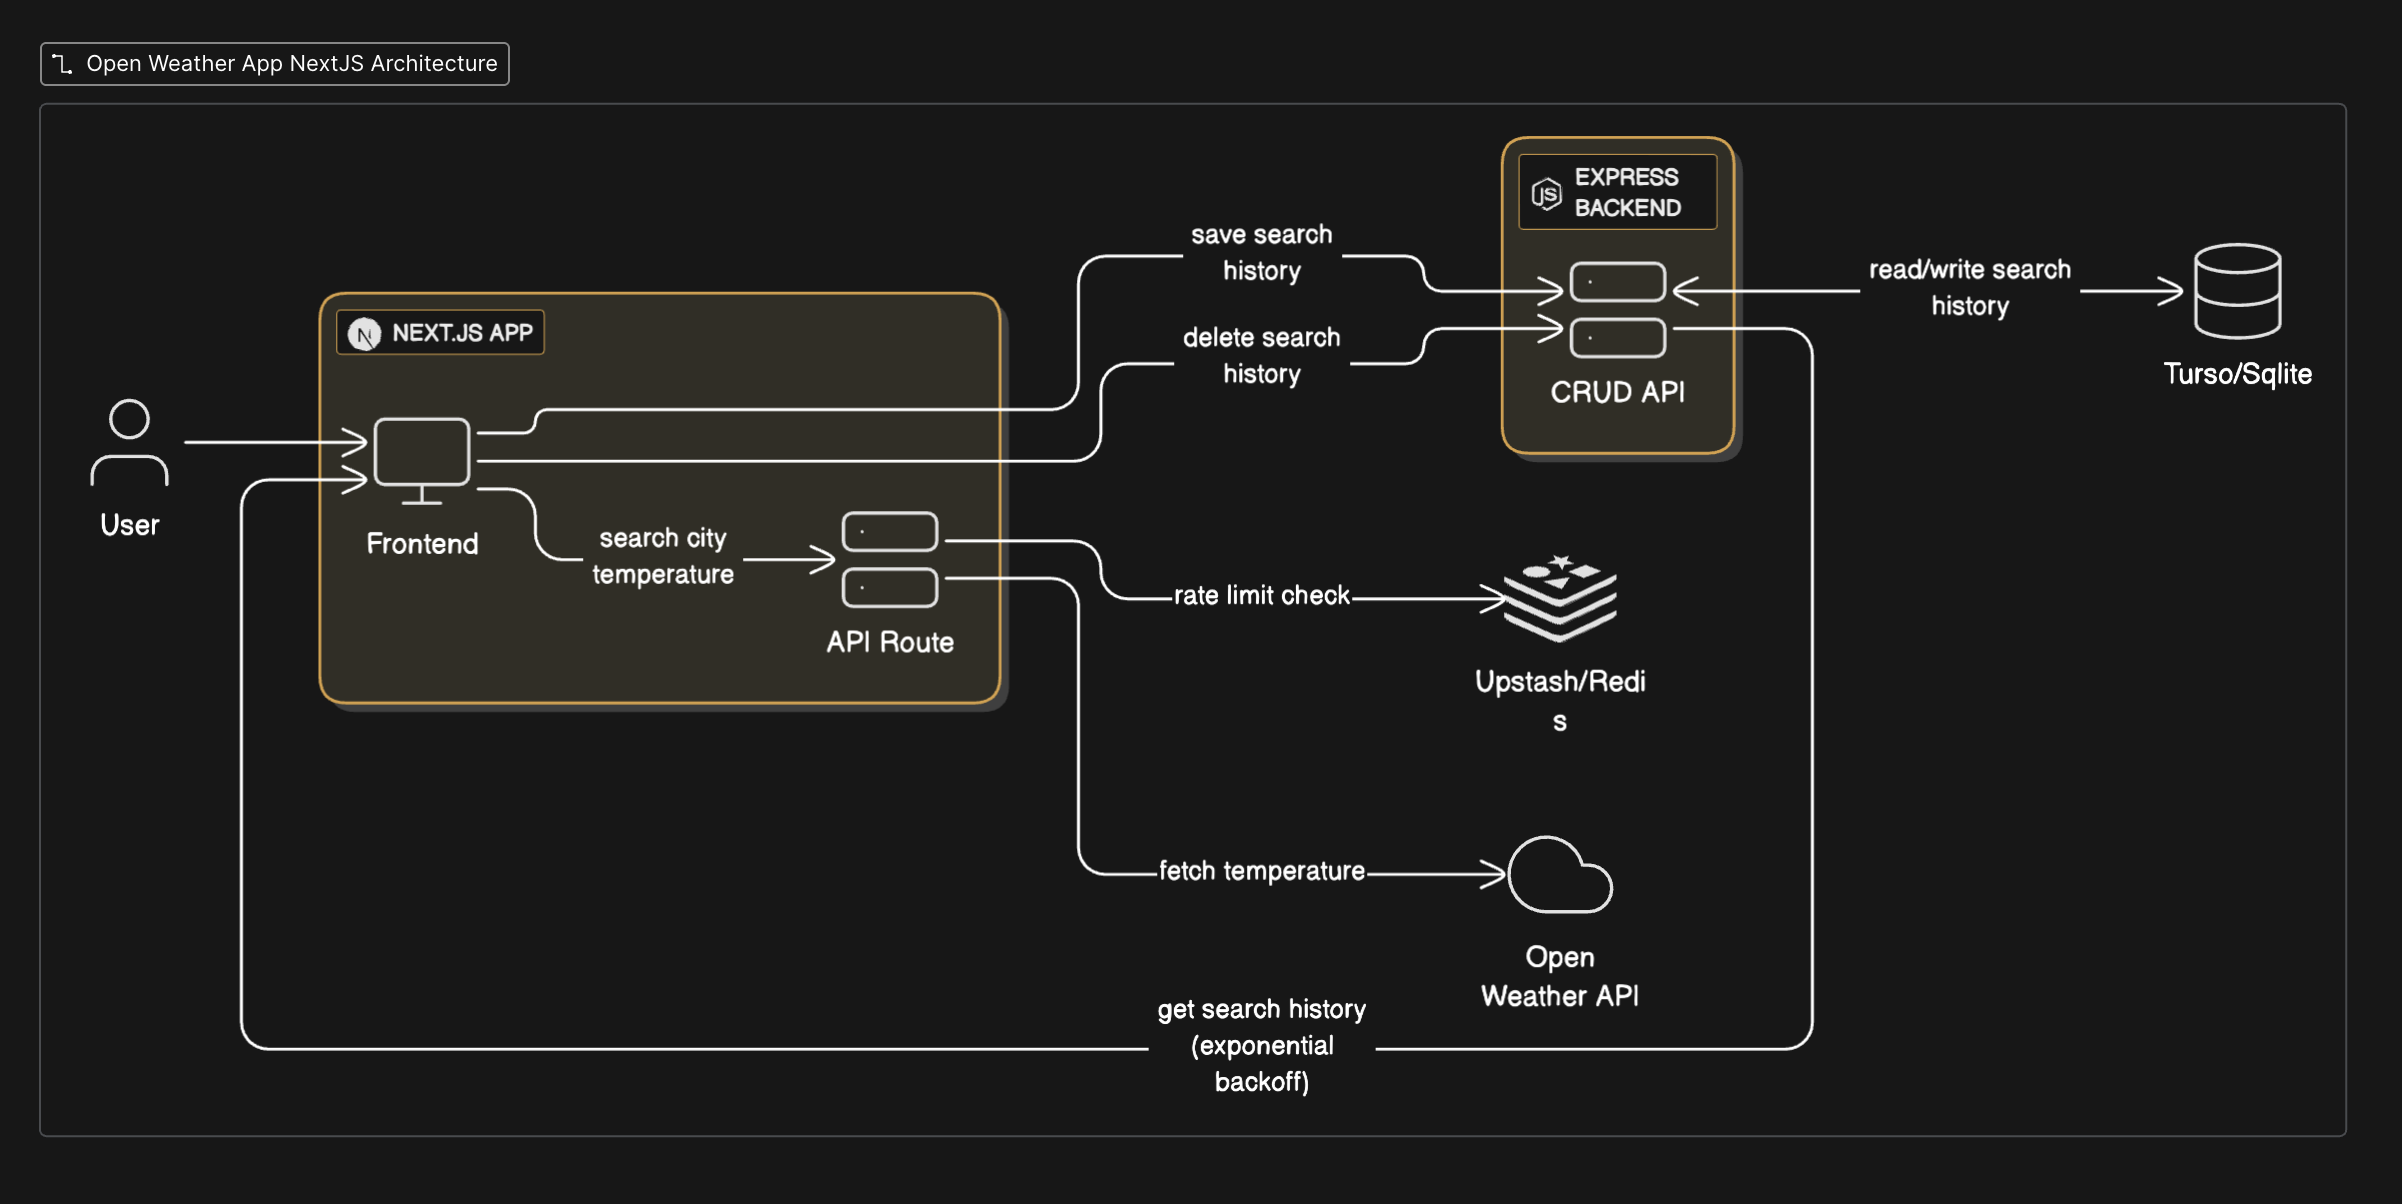 Open Weather App NextJS Architecture
EXPRESS
BACKEND
JS
save search
history
read/write search
history
NEXT.JS APP
N
delete search
history
CRUD API
Turso/Sqlite
User
Frontend
search city
temperature
API Route
rate limit check
Upstash/Redi
s
fetch temperature
Open
Weather API
get search history
(exponential
backoff)